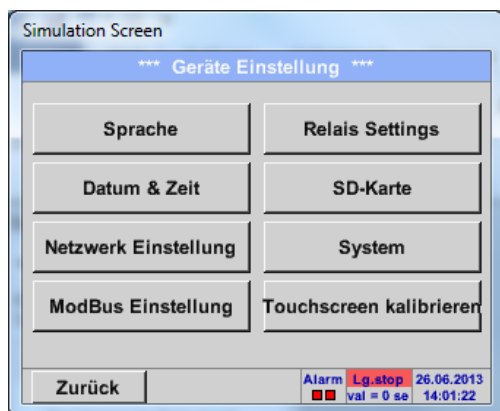 Simulation Screen
*** Geräte Einstellung ***
Sprache
Relais Settings
Datum & Zeit
SD-Karte
Netzwerk Einstellung
System
ModBus Einstellung
Touchscreen kalibrieren
Zurück
Alarm
Lg.stop
val = 0 se
26.06.2013
14:01:22